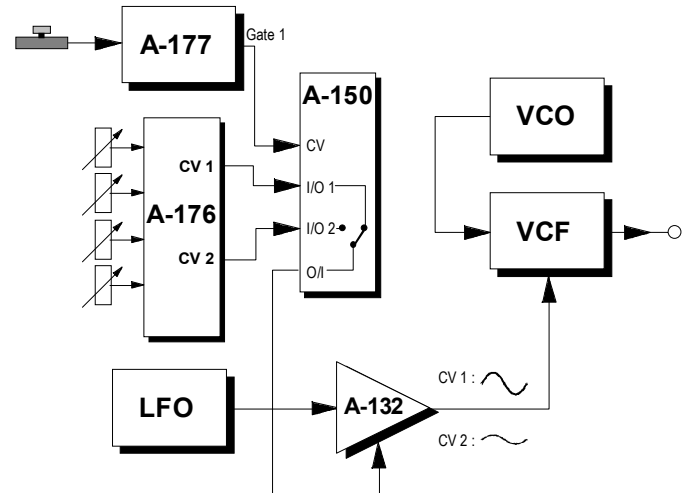 A-177
Gate 1
A-150
CV
I/O 1
I/O 2
O/I
A-176
CV 1
CV 2
VCO
VCF
LFO
A-132
CV 1 :
CV 2 :